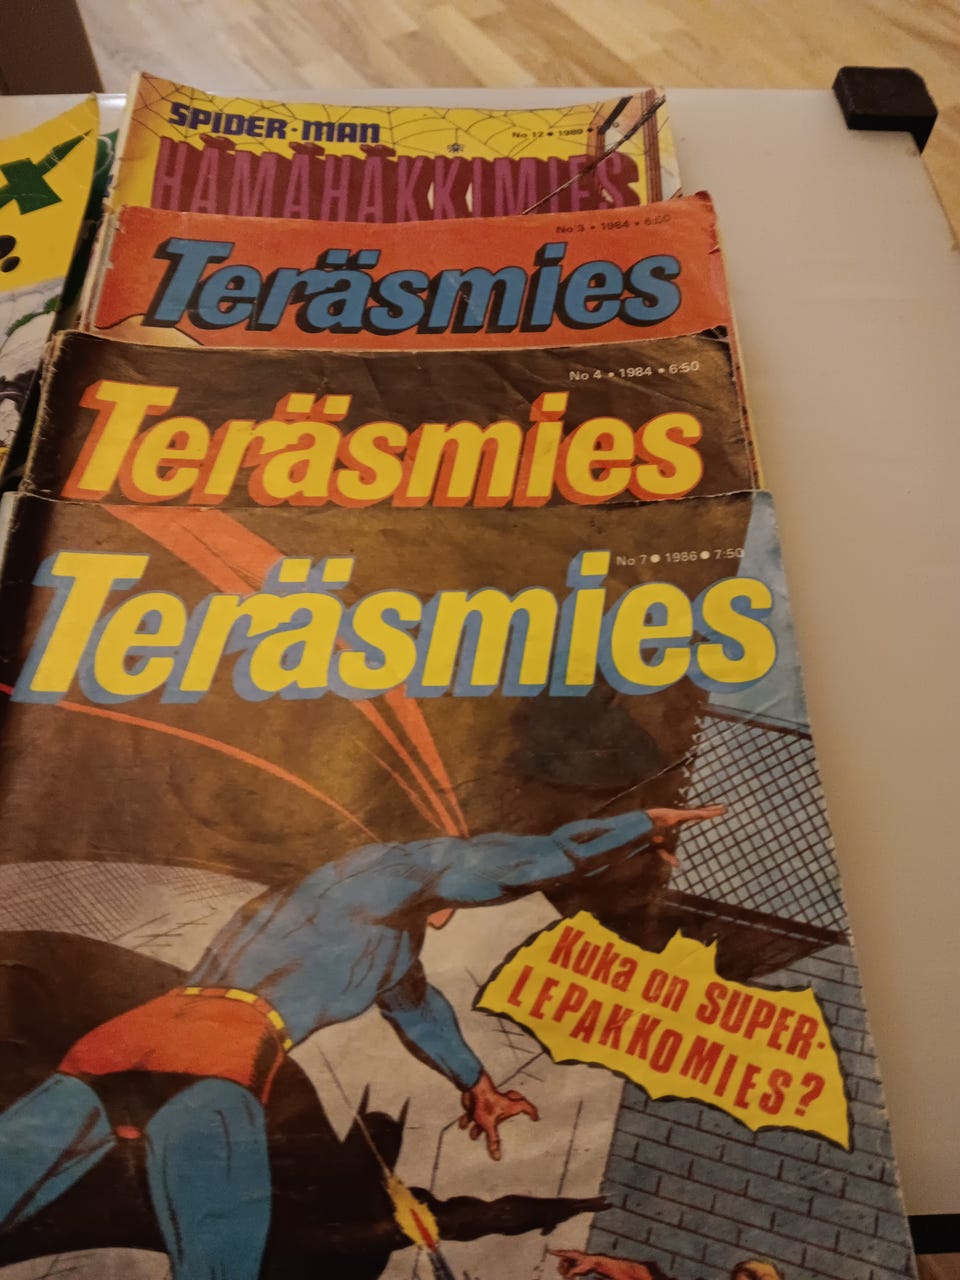 SPIDER-MAN
No 12 • 1989 •
HÄMÄHÄKKIMIES
No 3 • 1984 • 6:50
Teräsmies
No 4 • 1984 • 6:50
Teräsmies
No 7 • 1986 • 7:50
Teräsmies
Kuka on SUPER-
LEPAKKOMIES?